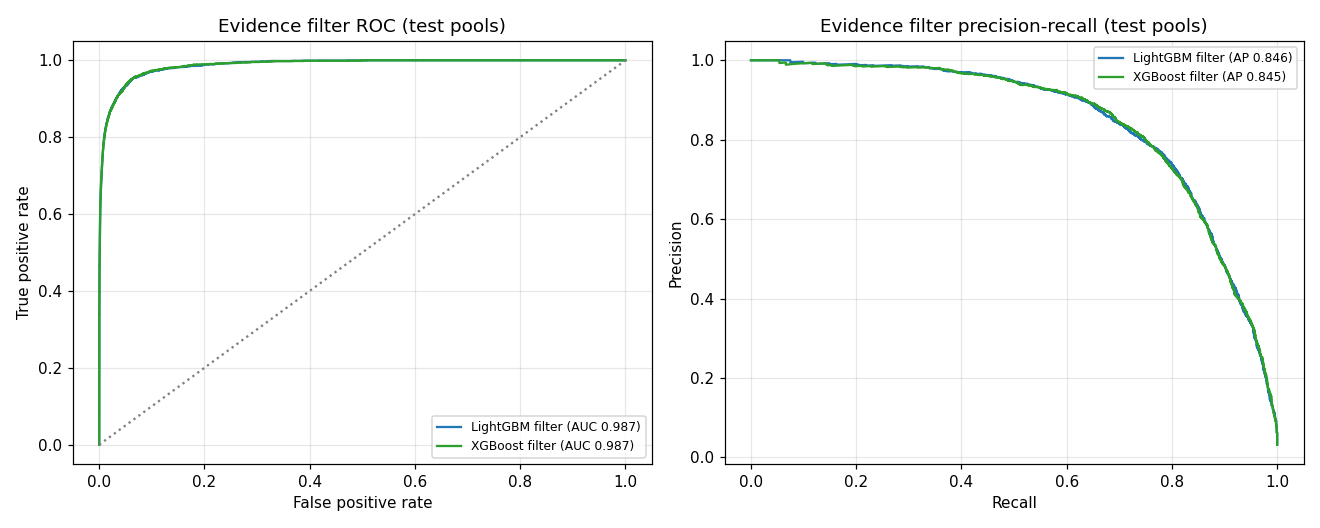 Evidence filter ROC (test pools)
True positive rate
1.0
0.8
0.6
0.4
0.2
0.0
0.0 0.2 0.4 0.6 0.8 1.0
False positive rate
LightGBM filter (AUC 0.987)
XGBoost filter (AUC 0.987)
Evidence filter precision-recall (test pools)
Precision
1.0
0.8
0.6
0.4
0.2
0.0
0.0 0.2 0.4 0.6 0.8 1.0
Recall
LightGBM filter (AP 0.846)
XGBoost filter (AP 0.845)